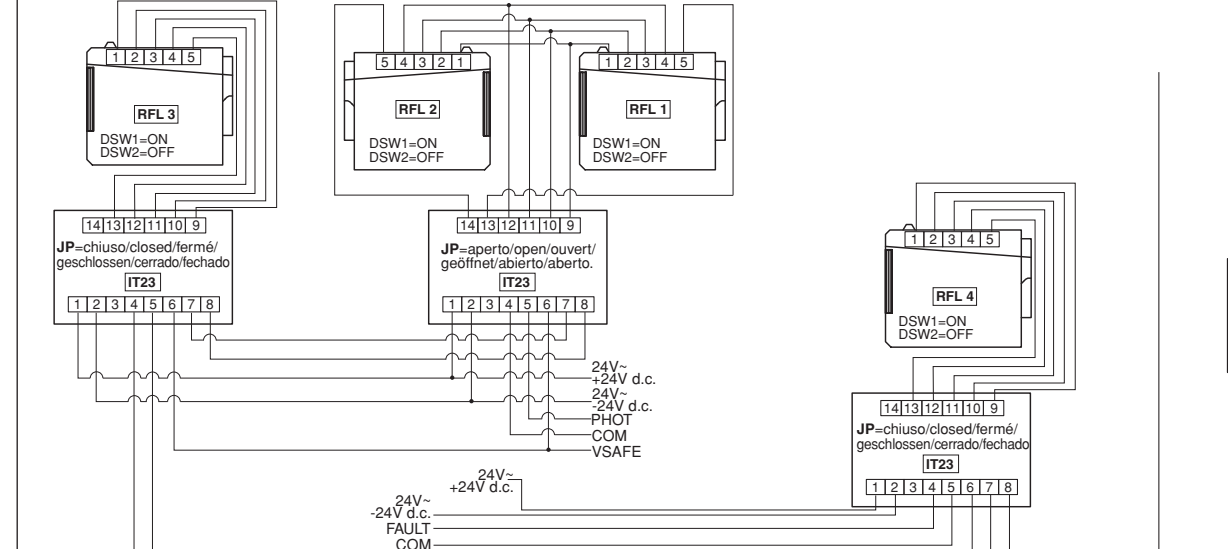 1 2 3 4 5
RFL 3
DSW1=ON
DSW2=OFF
5 4 3 2 1
RFL 2
DSW1=ON
DSW2=OFF
1 2 3 4 5
RFL 1
DSW1=ON
DSW2=OFF
14 13 12 11 10 9
JP=chiuso/closed/fermé/
geschlossen/cerrado/fechado
IT23
1 2 3 4 5 6 7 8
14 13 12 11 10 9
JP=aperto/open/ouvert/
geöffnet/abierto/aberto.
IT23
1 2 3 4 5 6 7 8
1 2 3 4 5
RFL 4
DSW1=ON
DSW2=OFF
24V~
+24V d.c.
24V~
-24V d.c.
PHOT
COM
VSAFE
14 13 12 11 10 9
JP=chiuso/closed/fermé/
geschlossen/cerrado/fechado
IT23
1 2 3 4 5 6 7 8
24V~
+24V d.c.
24V~
-24V d.c.
FAULT
COM